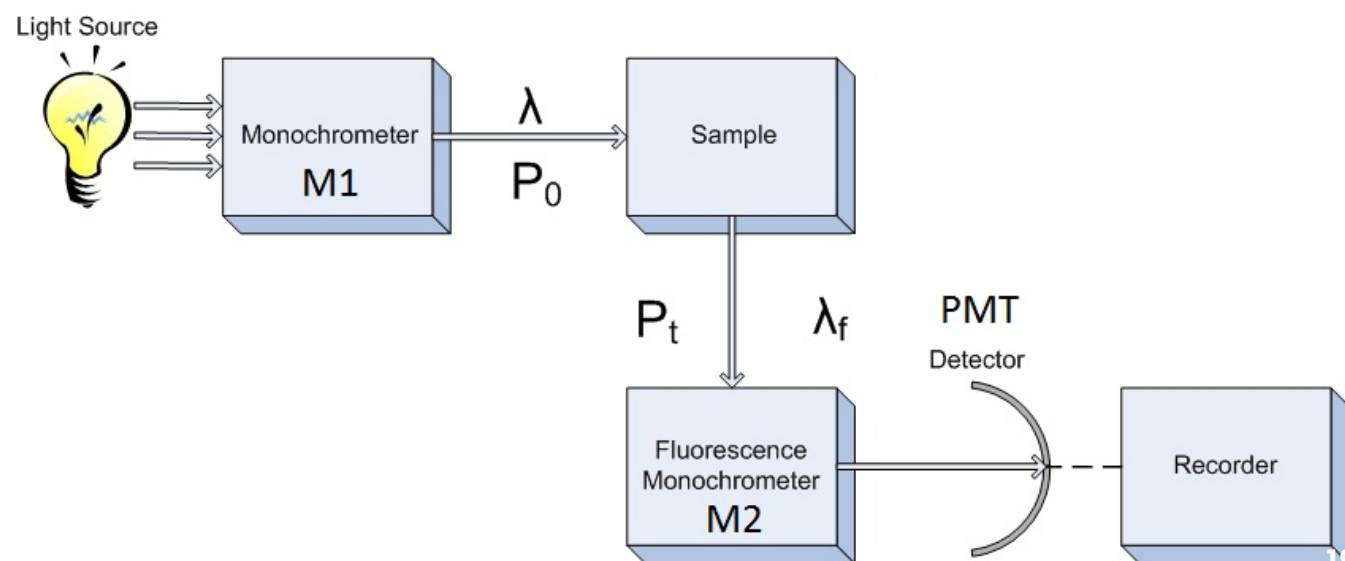 Light Source
Monochrometer
M1
λ
P₀
Sample
Pₜ
λf
PMT
Detector
Fluorescence
Monochrometer
M2
Recorder